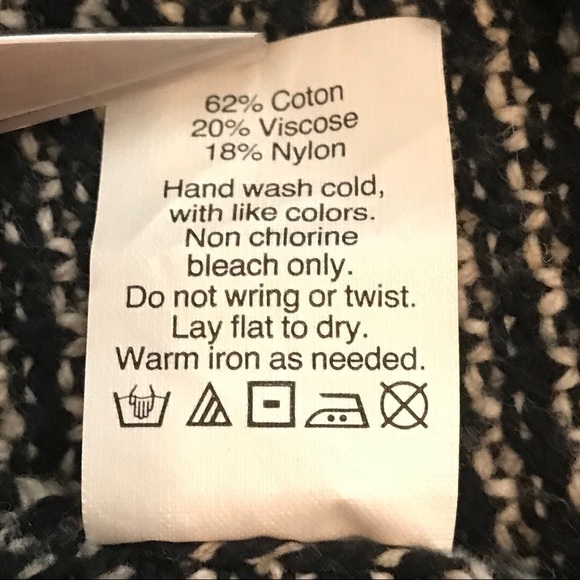 62% Coton
20% Viscose
18% Nylon
Hand wash cold,
with like colors.
Non chlorine
bleach only.
Do not wring or twist.
Lay flat to dry.
Warm iron as needed.